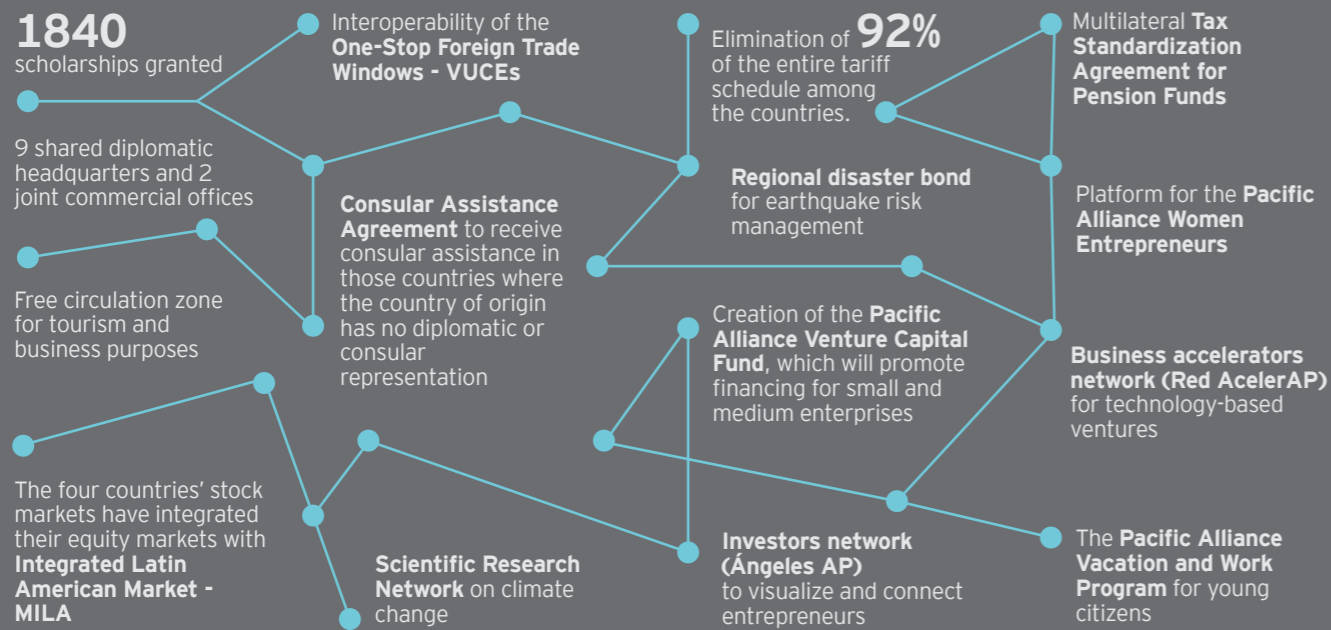 1840
scholarships granted
9 shared diplomatic
headquarters and 2
joint commercial offices
Free circulation zone
for tourism and
business purposes
The four countries’ stock
markets have integrated
their equity markets with
Integrated Latin
American Market -
MILA
Interoperability of the
One-Stop Foreign Trade
Windows - VUCEs
Consular Assistance
Agreement to receive
consular assistance in
those countries where
the country of origin
has no diplomatic or
consular
representation
Scientific Research
Network on climate
change
Elimination of 92%
of the entire tariff
schedule among
the countries.
Regional disaster bond
for earthquake risk
management
Creation of the Pacific
Alliance Venture Capital
Fund, which will promote
financing for small and
medium enterprises
Investors network
(Ángeles AP)
to visualize and connect
entrepreneurs
Multilateral Tax
Standardization
Agreement for
Pension Funds
Platform for the Pacific
Alliance Women
Entrepreneurs
Business accelerators
network (Red AcelerAP)
for technology-based
ventures
The Pacific Alliance
Vacation and Work
Program for young
citizens